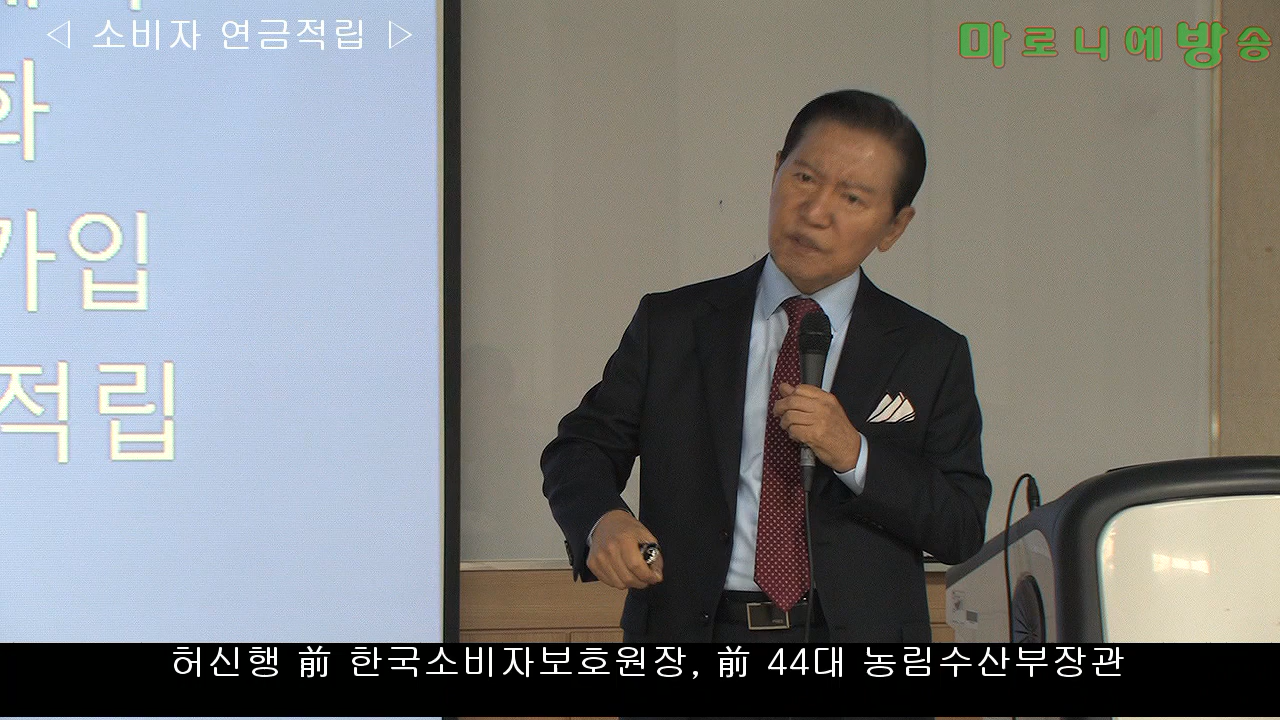 ◁ 소비자 연금적립 ▷
마로니에방송
화
가입
적립
허신행 前 한국소비자보호원장, 前 44대 농림수산부장관